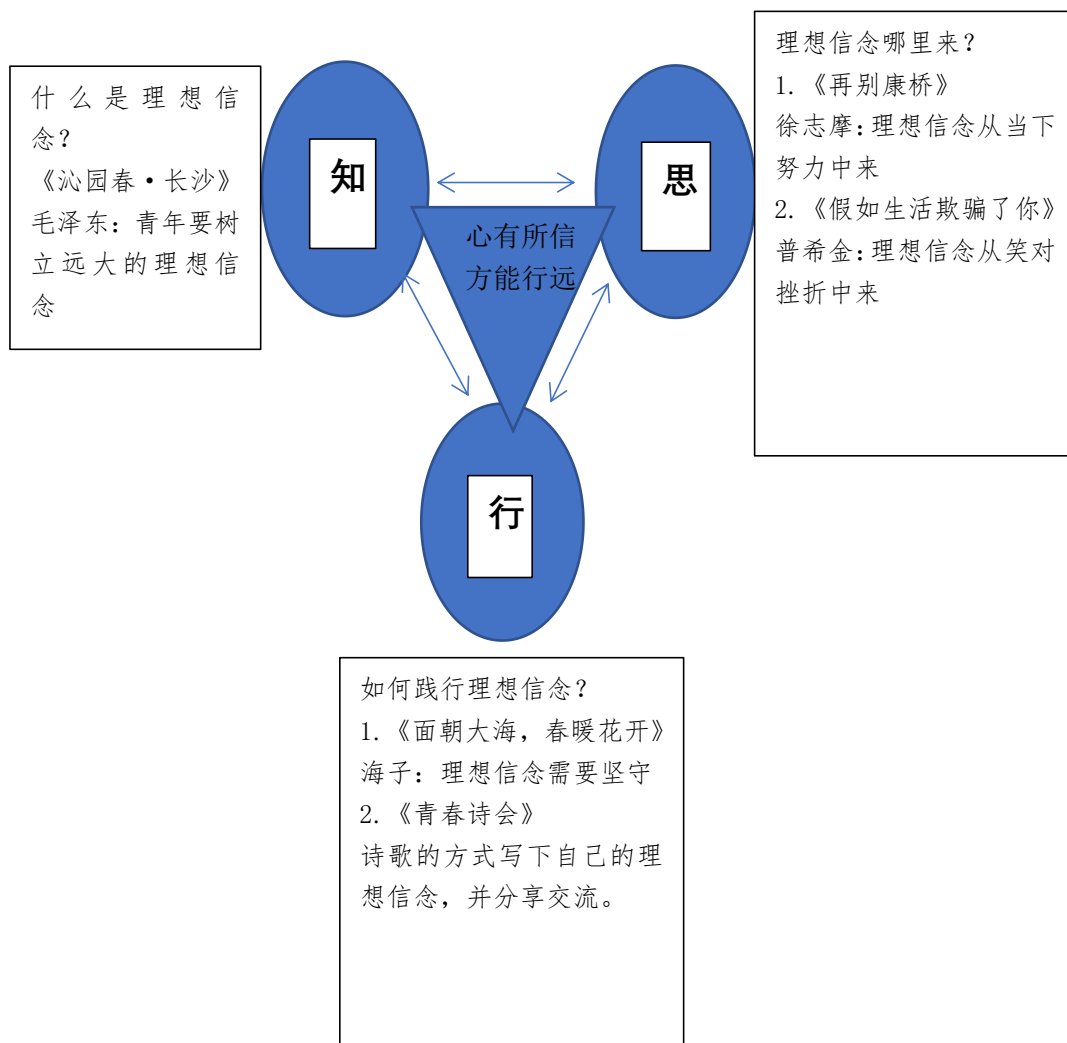 什么是理想信
念？
《沁园春·长沙》
毛泽东：青年要树
立远大的理想信
念
知
心有所信
方能行远
思
理想信念哪里来？
1.《再别康桥》
徐志摩：理想信念从当下
努力中来
2.《假如生活欺骗了你》
普希金：理想信念从笑对
挫折中来
行
如何践行理想信念？
1.《面朝大海，春暖花开》
海子：理想信念需要坚守
2.《青春诗会》
诗歌的方式写下自己的理
想信念，并分享交流。